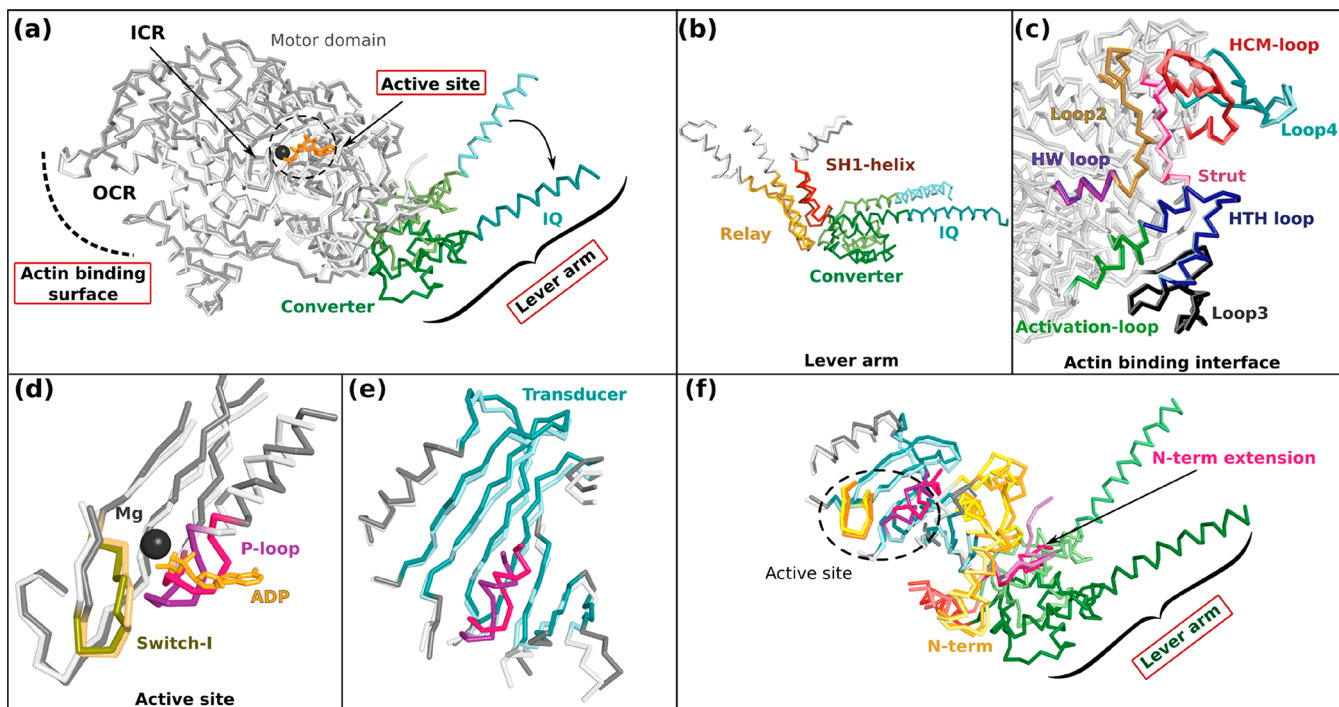 (a)
ICR
Motor domain
Active site
OCR
Actin binding
surface
IQ
Converter
Lever arm
(b)
SH1-helix
Relay
IQ
Converter
Lever arm
(c)
HCM-loop
Loop2
Loop4
HW loop
Strut
HTH loop
Loop3
Activation-loop
Actin binding interface
(d)
Mg
P-loop
ADP
Switch-I
Active site
(e)
Transducer
(f)
N-term extension
Active site
N-term
Lever arm